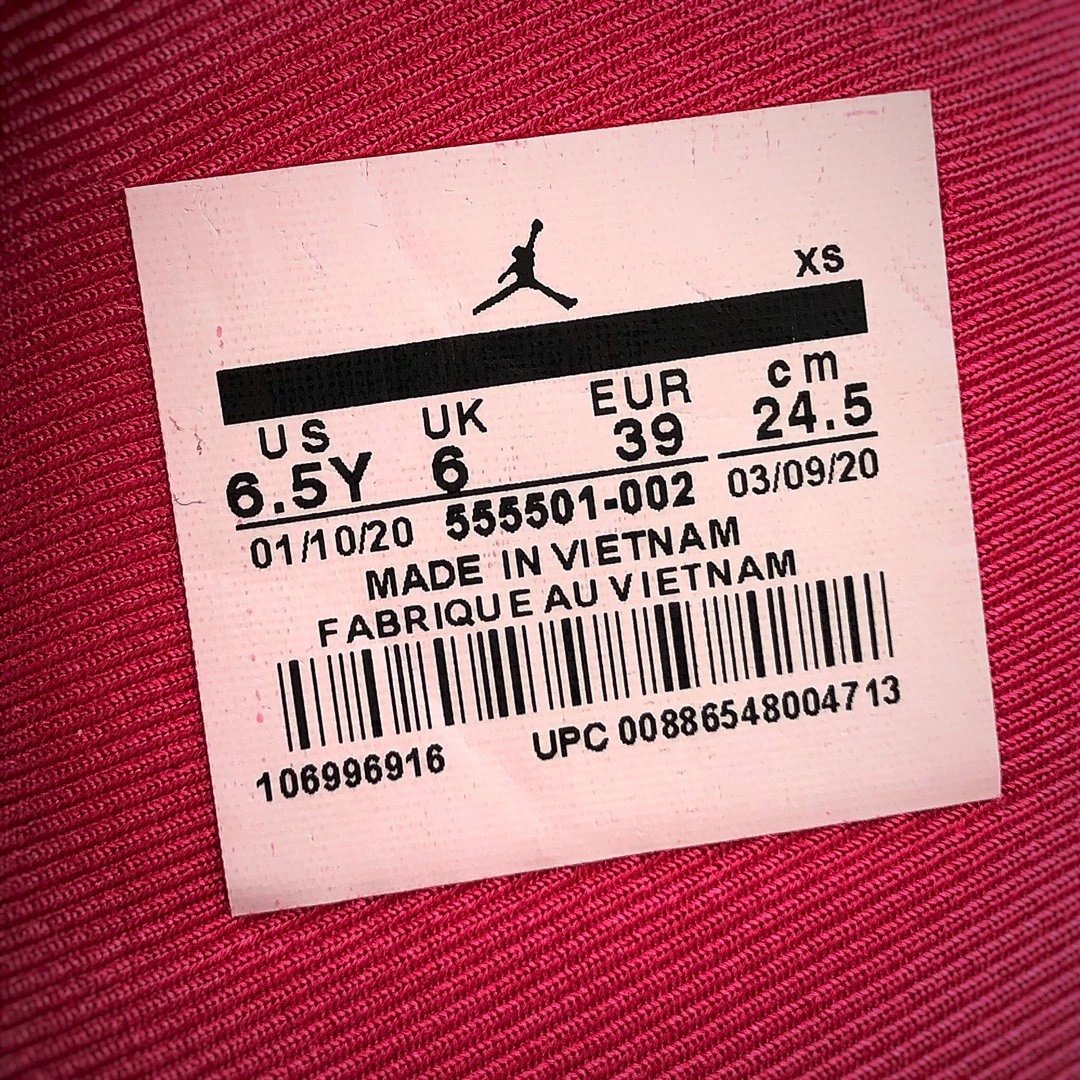 XS
US UK EUR cm
6.5Y 6 39 24.5
01/10/20 555501-002 03/09/20
MADE IN VIETNAM
FABRIQUE AU VIETNAM
106996916 UPC 00886548004713